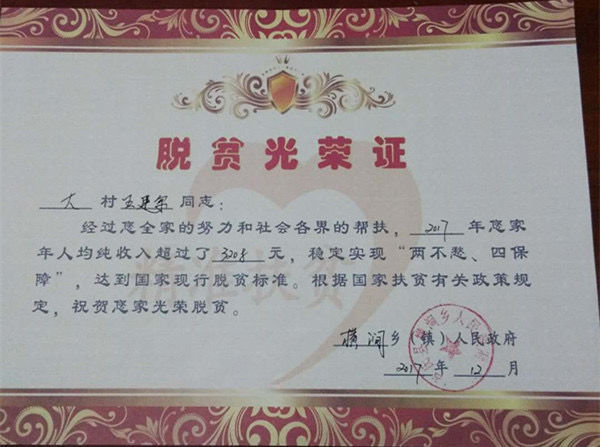 脱贫光荣证
大 村 王建军 同志：
经过您全家的努力和社会各界的帮扶，2017 年您家
年人均纯收入超过了 3208 元，稳定实现“两不愁、四保
障”，达到国家现行脱贫标准。根据国家扶贫有关政策规
定，祝贺您家光荣脱贫。
横涧 乡（镇）人民政府
2017 年 12 月
精准扶贫